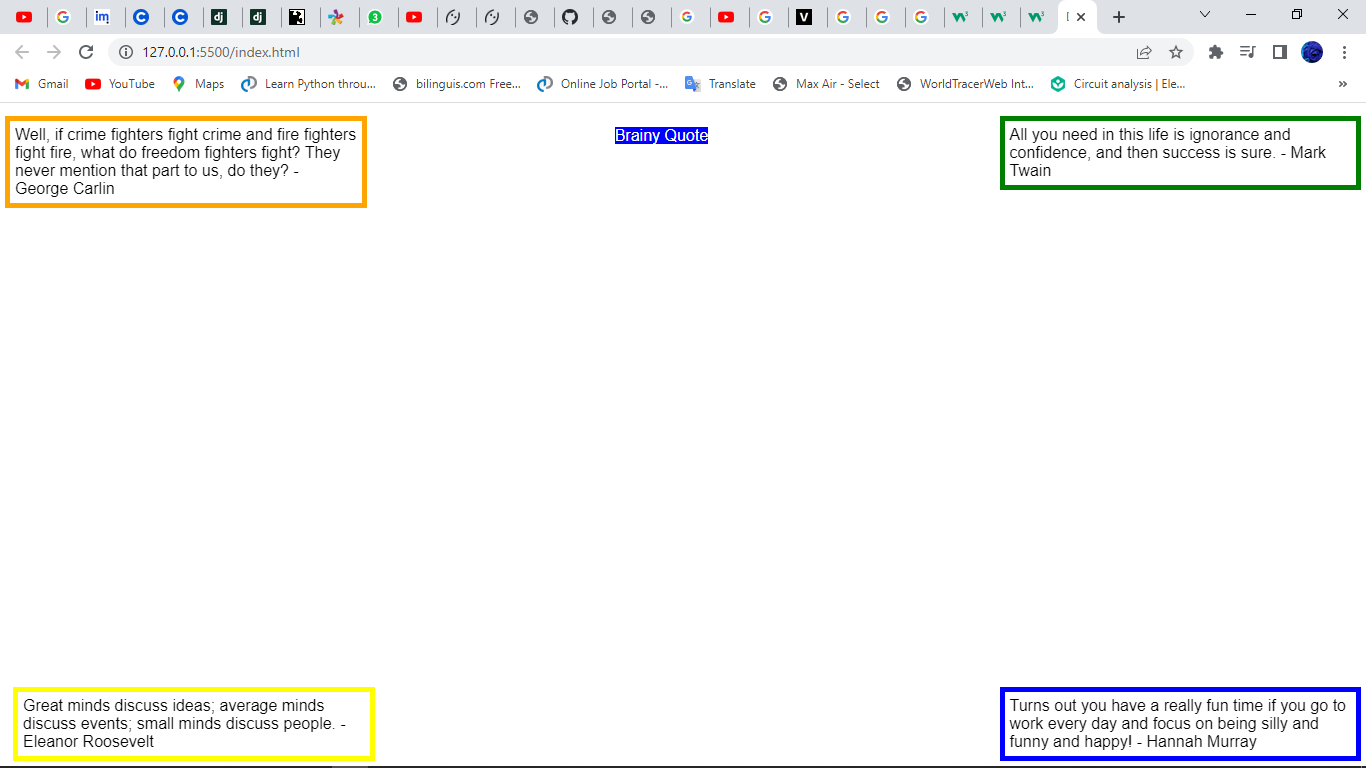 127.0.0.1:5500/index.html
Gmail YouTube Maps Learn Python throu... bilinguis.com Free... Online Job Portal -... Translate Max Air - Select WorldTracerWeb Int... Circuit analysis | Ele... »
Well, if crime fighters fight crime and fire fighters
fight fire, what do freedom fighters fight? They
never mention that part to us, do they? -
George Carlin
Brainy Quote
All you need in this life is ignorance and
confidence, and then success is sure. - Mark
Twain
Great minds discuss ideas; average minds
discuss events; small minds discuss people. -
Eleanor Roosevelt
Turns out you have a really fun time if you go to
work every day and focus on being silly and
funny and happy! - Hannah Murray